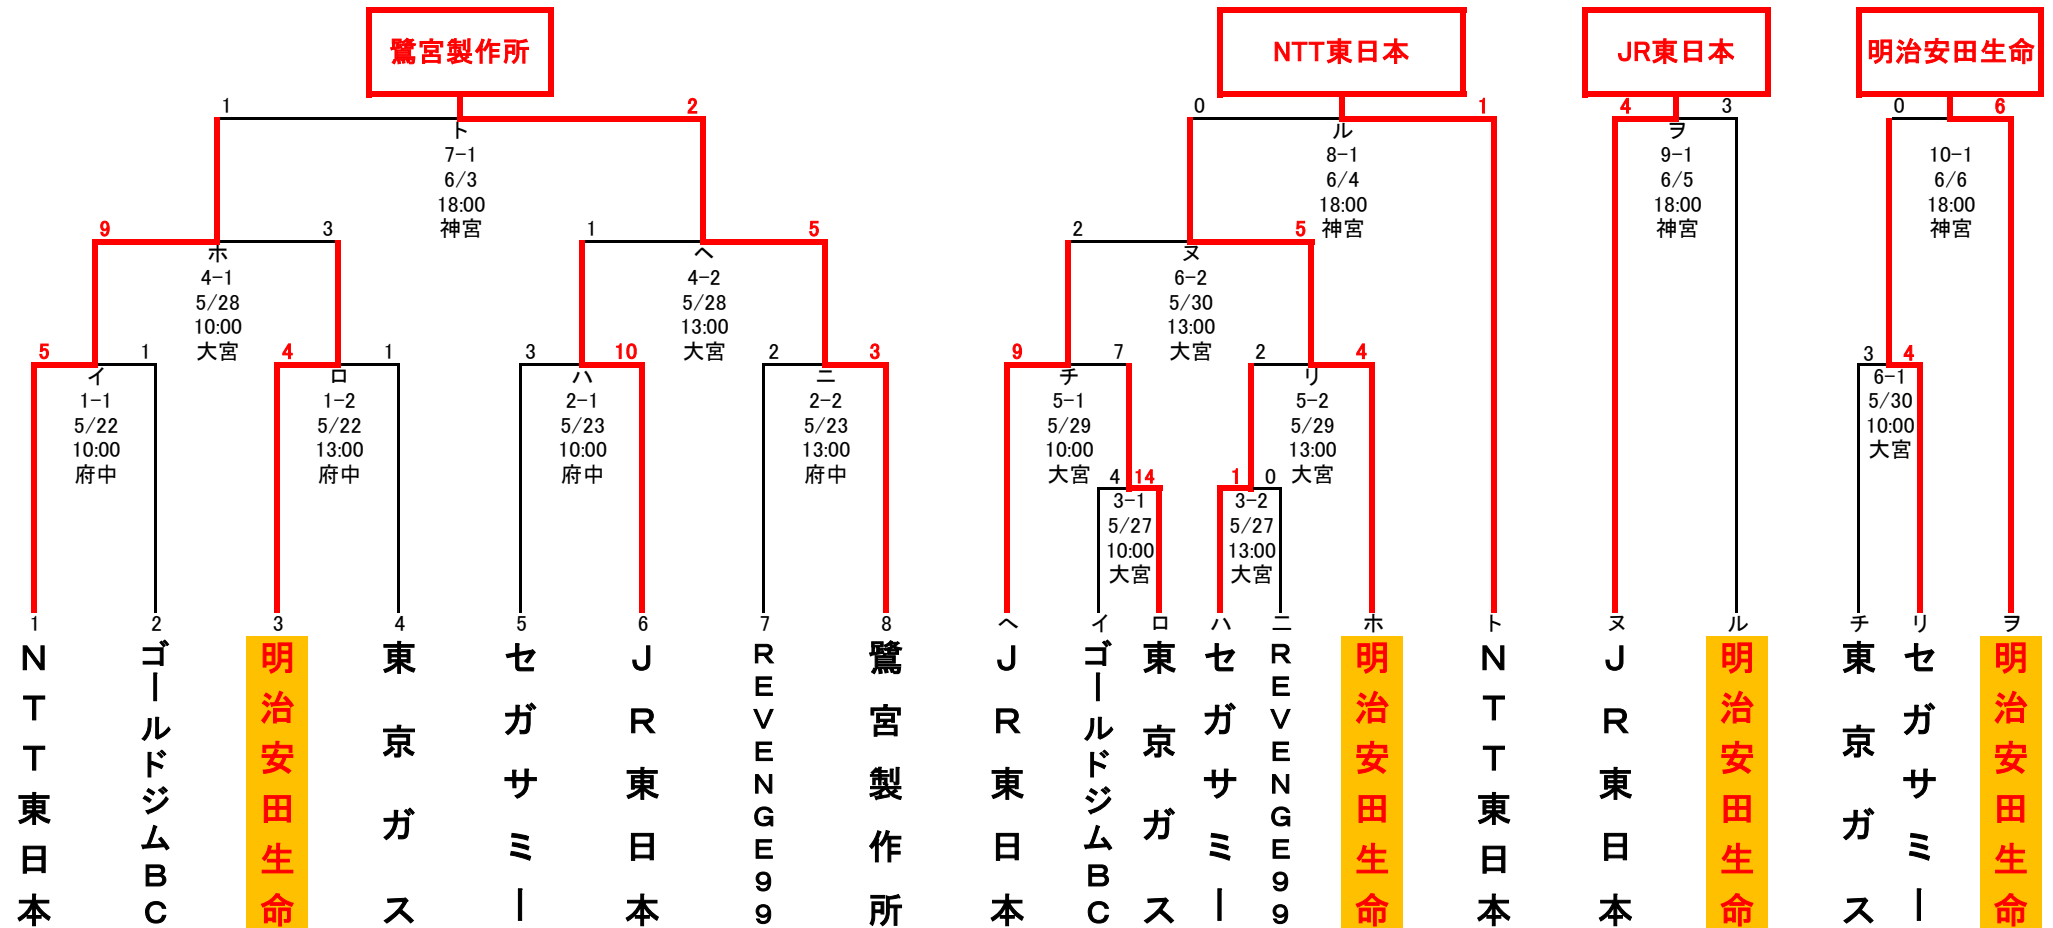 鷺宮製作所
NTT東日本
JR東日本
明治安田生命
1
2
ト
7-1
6/3
18:00
神宮
0
1
ル
8-1
6/4
18:00
神宮
4
3
ヲ
9-1
6/5
18:00
神宮
0
6
10-1
6/6
18:00
神宮
9
3
ホ
4-1
5/28
10:00
大宮
1
5
ヘ
4-2
5/28
13:00
大宮
2
5
ヌ
6-2
5/30
13:00
大宮
5
1
イ
1-1
5/22
10:00
府中
4
1
ロ
1-2
5/22
13:00
府中
3
10
ハ
2-1
5/23
10:00
府中
2
3
ニ
2-2
5/23
13:00
府中
9
7
チ
5-1
5/29
10:00
大宮
2
4
リ
5-2
5/29
13:00
大宮
3
4
6-1
5/30
10:00
大宮
4
14
3-1
5/27
10:00
大宮
1
0
3-2
5/27
13:00
大宮
1
NTT東日本
2
ゴールドジムBC
3
明治安田生命
4
東京ガス
5
セガサミー
6
JR東日本
7
REVENGE99
8
鷺宮製作所
ヘ
JR東日本
イ
ゴールドジムBC
ロ
東京ガス
ハ
セガサミー
ニ
REVENGE99
ホ
明治安田生命
ト
NTT東日本
ヌ
JR東日本
ル
明治安田生命
チ
東京ガス
リ
セガサミー
ヲ
明治安田生命